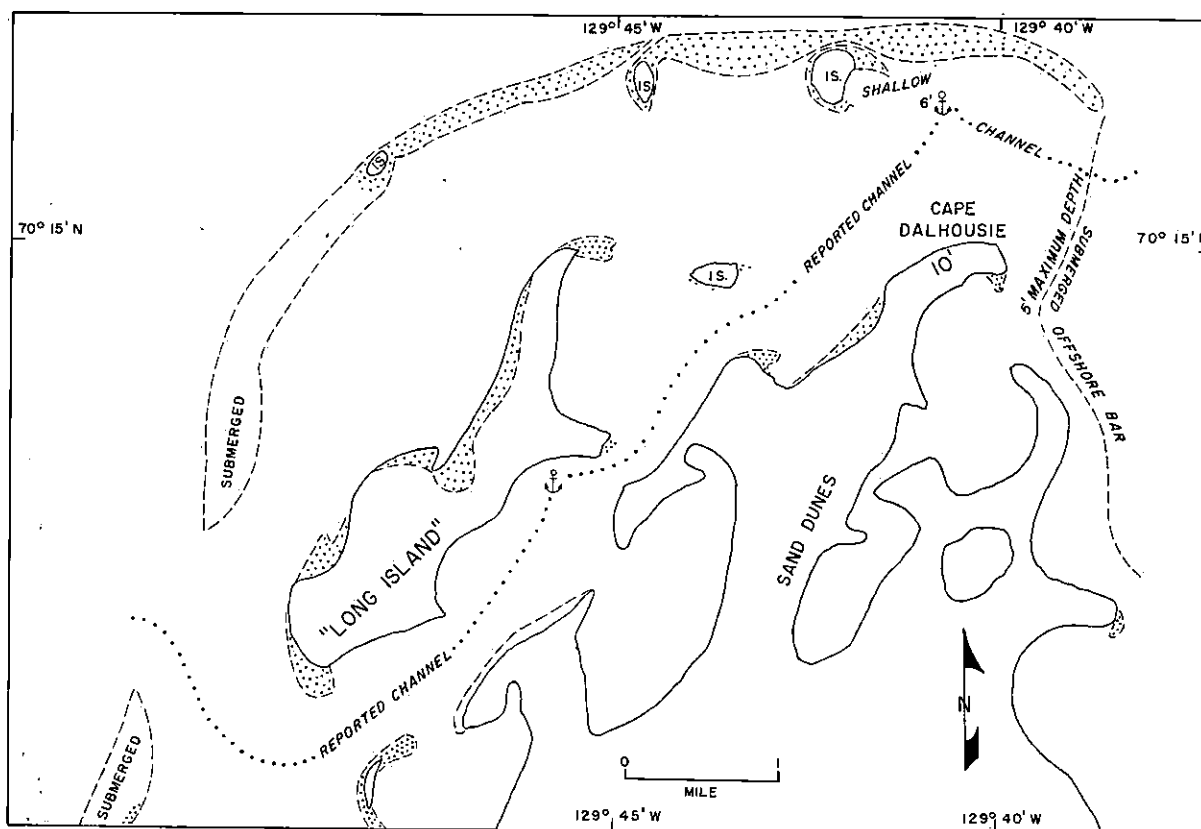 129° 45' W
129° 40' W
IS.
IS.
SHALLOW
6'
CHANNEL
IS.
REPORTED CHANNEL
CAPE
DALHOUSIE
10'
70° 15' N
70° 15'
IS.
5' MAXIMUM DEPTH
SUBMERGED
OFFSHORE BAR
SUBMERGED
"LONG ISLAND"
SAND DUNES
REPORTED CHANNEL
SUBMERGED
N
0
1
MILE
129° 45' W
129° 40' W